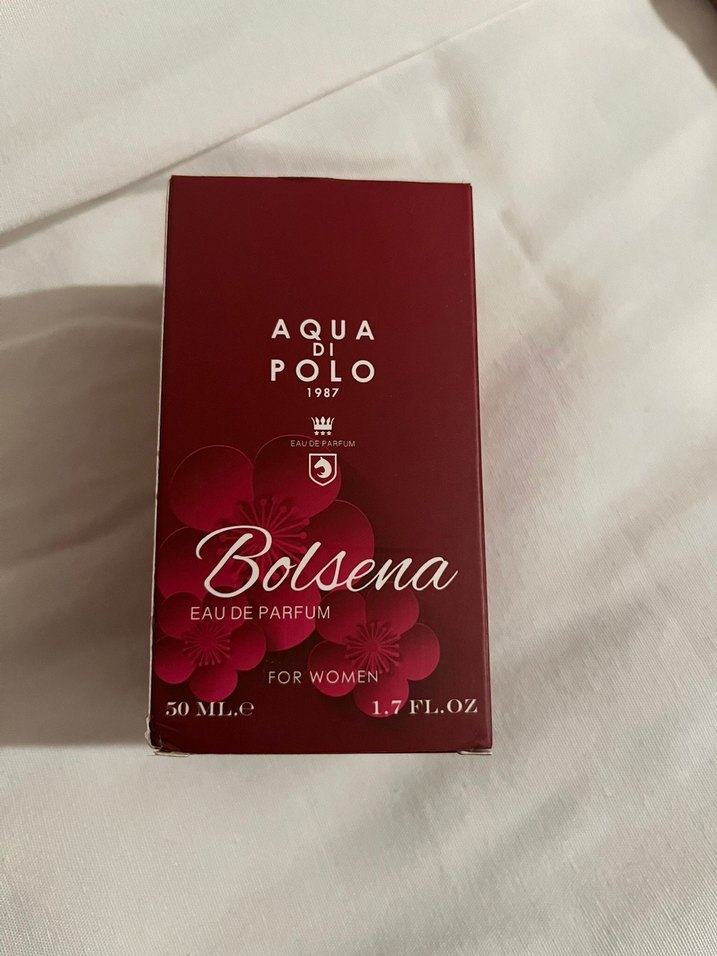 AQUA
DI
POLO
1987
EAU DE PARFUM
Bolsena
EAU DE PARFUM
FOR WOMEN
50 ML.e 1.7 FL.OZ